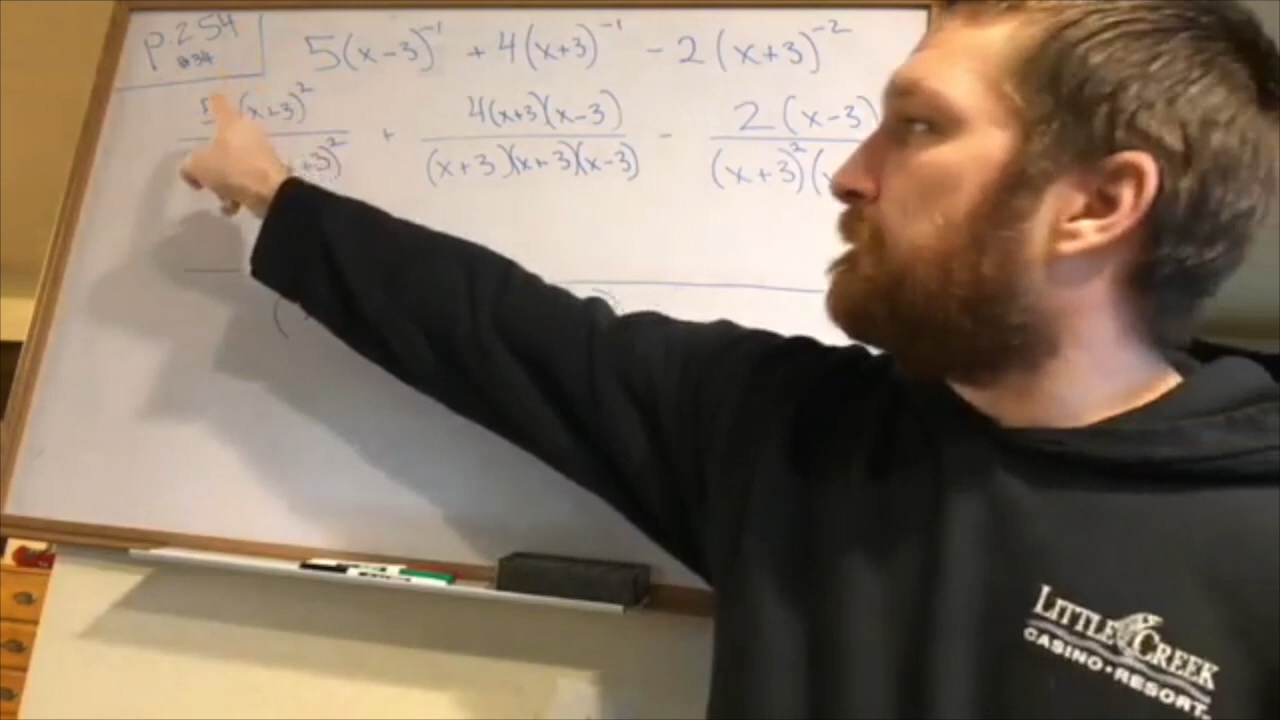 p.254
#34
5(x-3)⁻¹ + 4(x+3)⁻¹ - 2(x+3)⁻²
(x+3)² + 4(x+3)(x-3) - 2(x-3)
+3)² (x+3)(x+3)(x-3) (x+3)²(
(
LITTLE CREEK
CASINO • RESORT